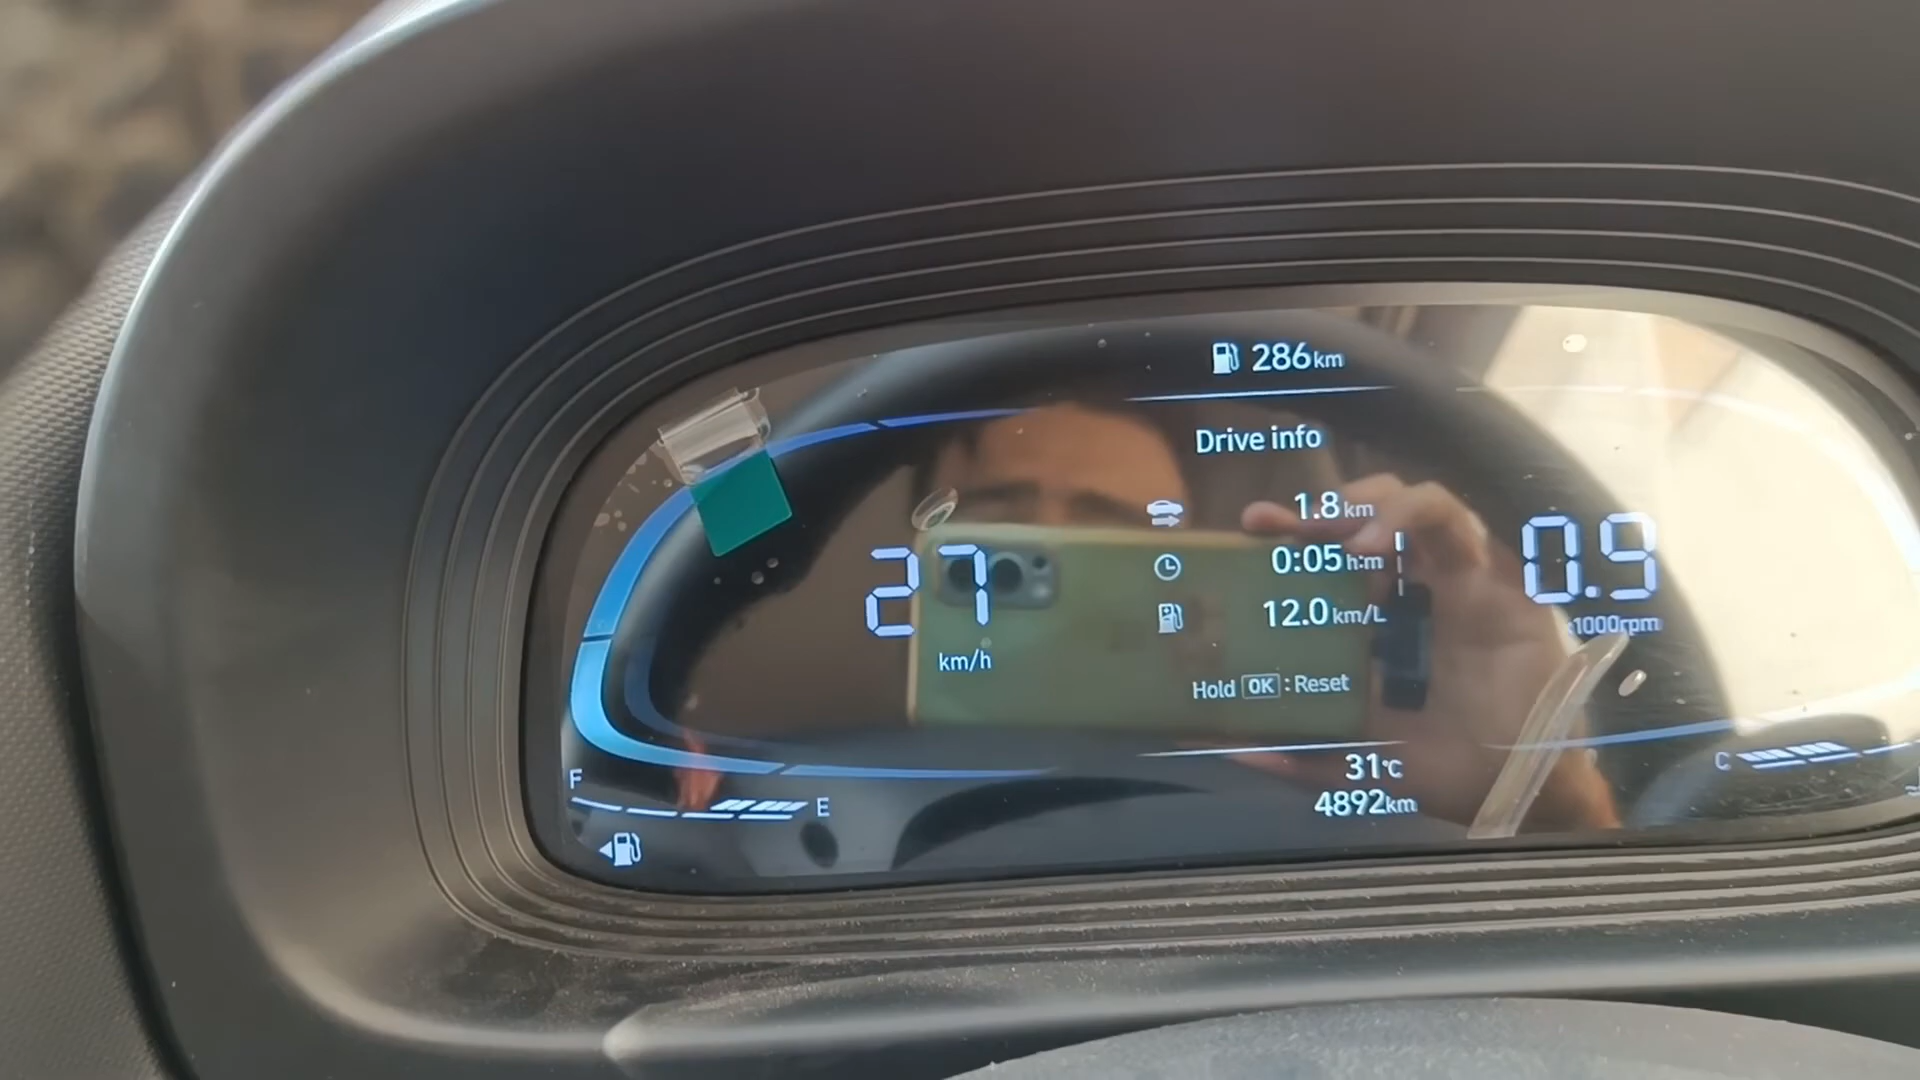 286km
Drive info
1.8km
0:05h:m
12.0km/L
Hold OK : Reset
27
km/h
0.9
x1000rpm
31°C
4892km
F
E
C